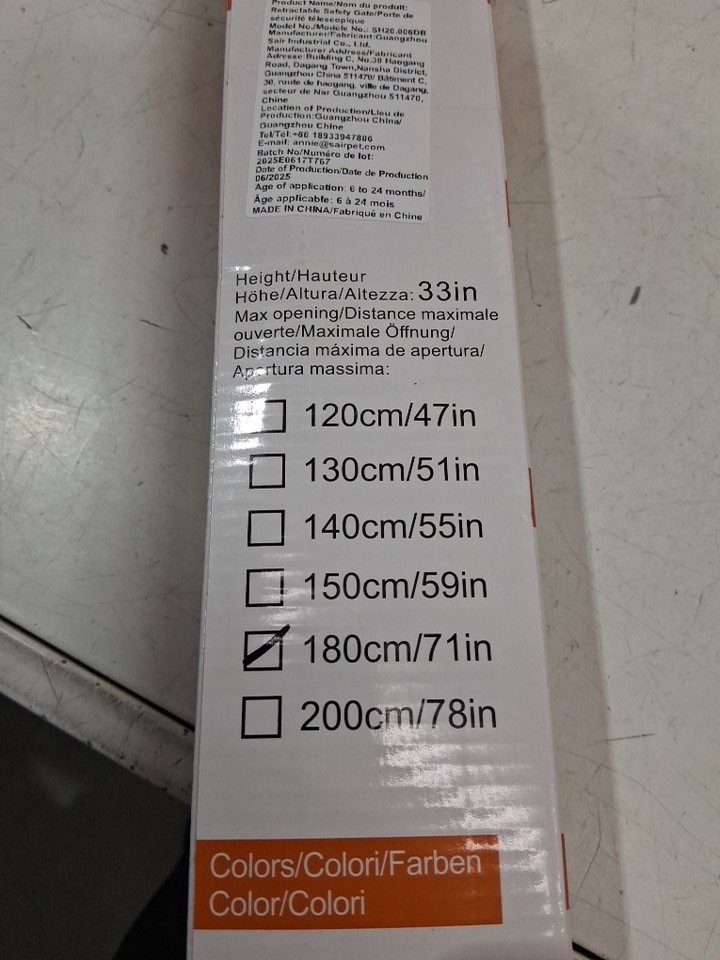 Product Name/Nom du produit:
Retractable Safety Gate/Porte de
sécurité télescopique
Model No./Modèle No.: SH20.006DB
Manufacturer/Fabricant:Guangzhou
Sair Industrial Co., Ltd.
Manufacturer Address/Fabricant
Adresse:Building C, No.30 Haogang
Road, Dagang Town,Nansha District,
Guangzhou China 511470/ Bâtiment C,
30, route de haogang, ville de Dagang,
secteur de Nar Guangzhou 511470,
Chine
Location of Production/Lieu de
Production:Guangzhou China/
Guangzhou Chine
Tel/Tél:+86 18933947806
E-mail: annie@sairpet.com
Batch No/Numéro de lot:
2025E0617T767
Date of Production/Date de Production
06/2025
Age of application: 6 to 24 months/
Âge applicable: 6 à 24 mois
MADE IN CHINA/Fabriqué en Chine
Height/Hauteur
Höhe/Altura/Altezza: 33in
Max opening/Distance maximale
ouverte/Maximale Öffnung/
Distancia máxima de apertura/
Apertura massima:
120cm/47in
130cm/51in
140cm/55in
150cm/59in
180cm/71in
200cm/78in
Colors/Colori/Farben
Color/Colori